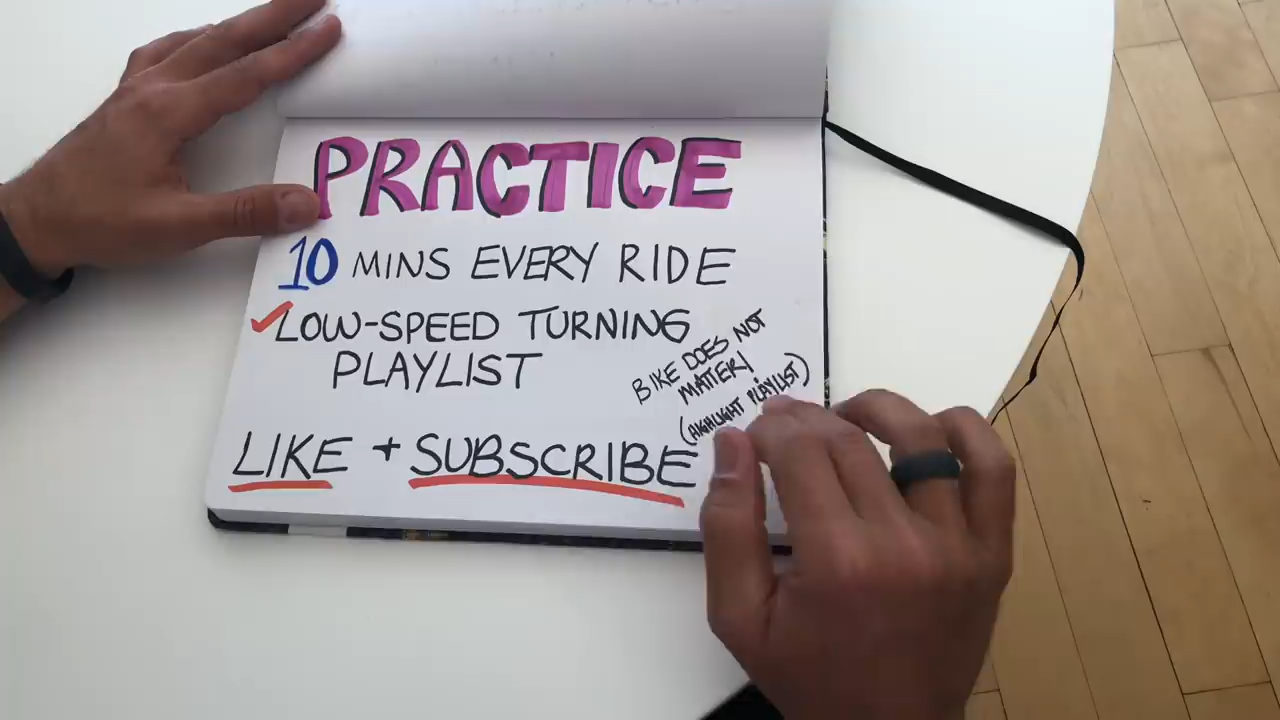 PRACTICE
10 MINS EVERY RIDE
LOW-SPEED TURNING
PLAYLIST
BIKE DOES NOT
MATTER!
(HIGHLIGHT PLAYLIST)
LIKE + SUBSCRIBE